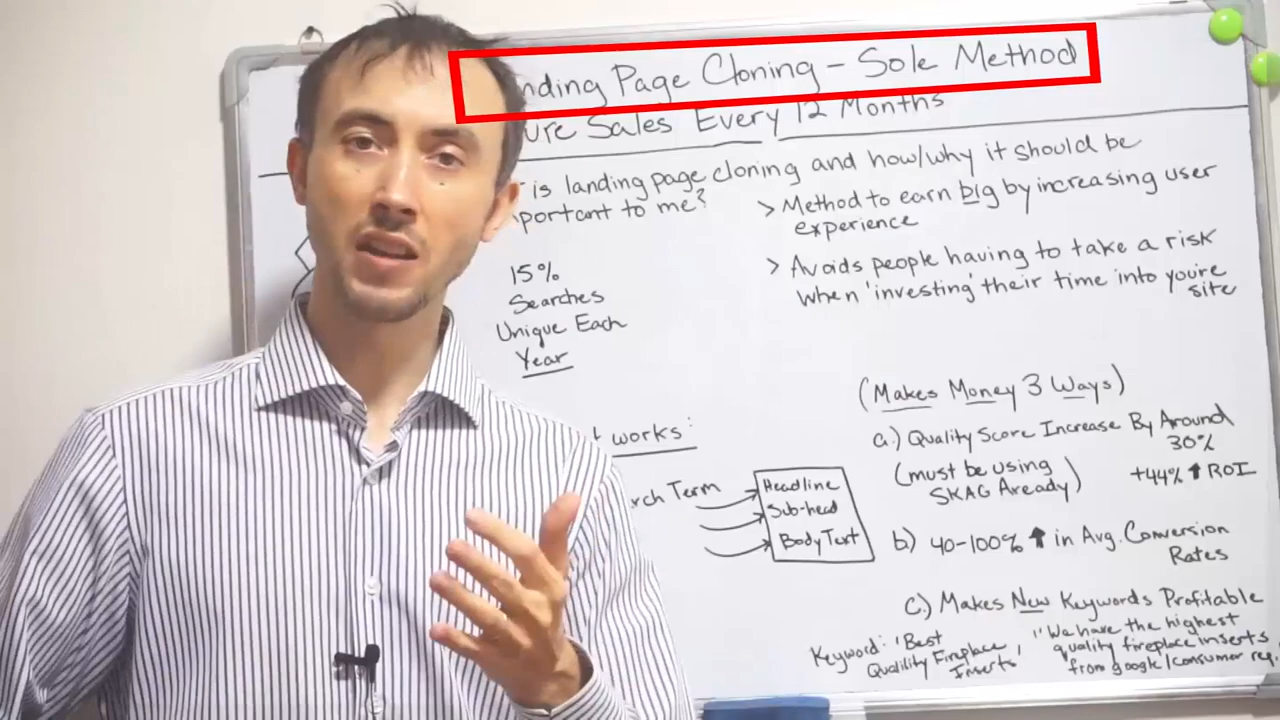 nding Page Cloning - Sole Method
ure Sales Every 12 Months
is landing page cloning and how/why it should be
portant to me?
> Method to earn big by increasing user
experience
> Avoids people having to take a risk
when 'investing' their time into you're
site
15%
Searches
Unique Each
Year
(Makes Money 3 Ways)
t works:
a.) Quality Score Increase By Around
30%
(must be using
SKAG Aready)
+44% ⬆ ROI
rch Term
Headline
Sub-head
Body Text
b) 40-100% ⬆ in Avg. Conversion
Rates
c.) Makes New Keywords Profitable
Keyword: 'Best
Qualility Fireplace
Inserts'
"We have the highest
quality fireplace inserts
from google/consumer req.